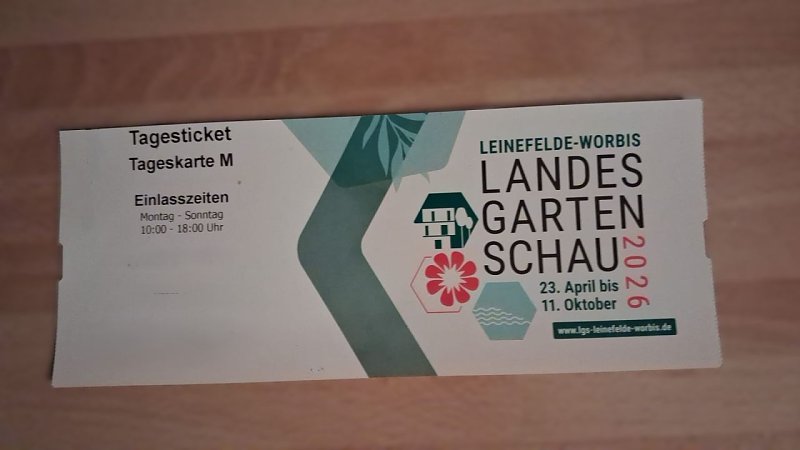 Tagesticket
Tageskarte M
Einlasszeiten
Montag - Sonntag
10:00 - 18:00 Uhr
LEINEFELDE-WORBIS
LANDES
GARTEN
SCHAU
2026
23. April bis
11. Oktober
www.lgs-leinefelde-worbis.de